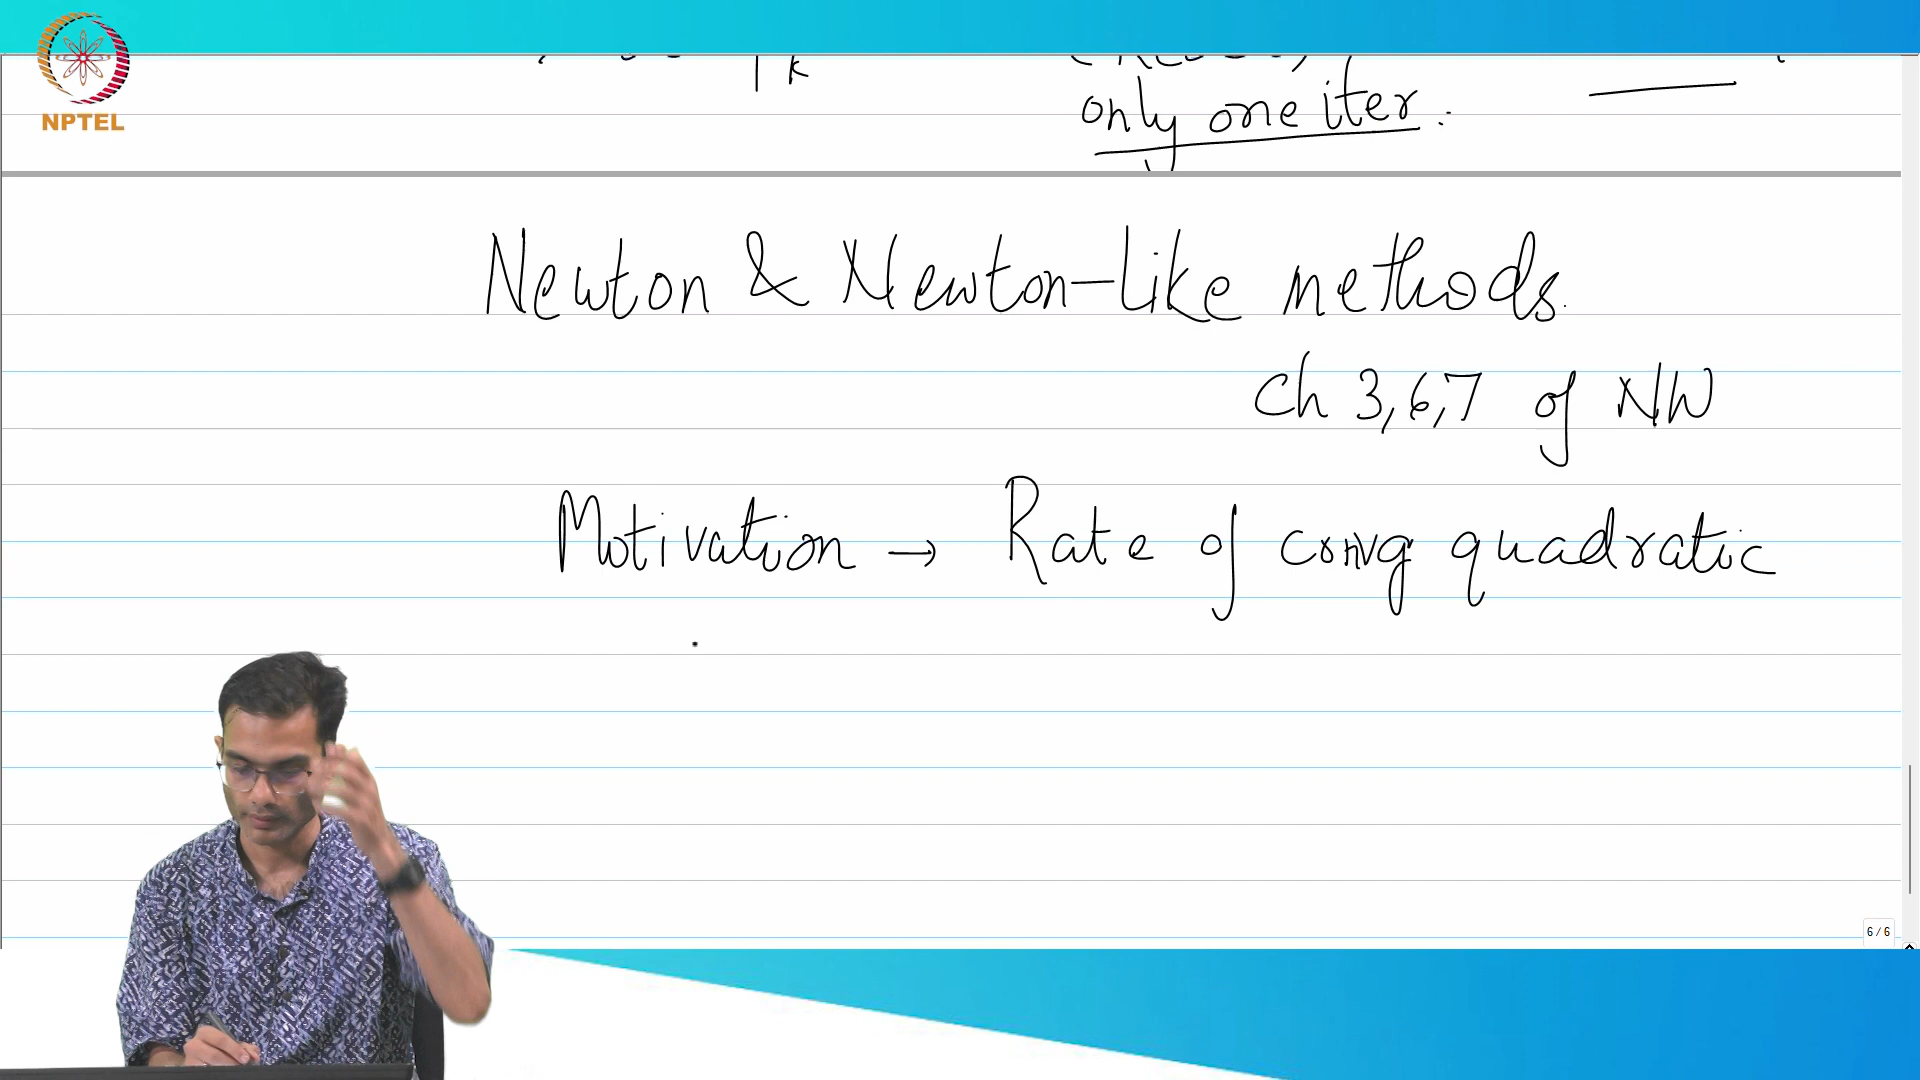 k
only one iter.
NPTEL
Newton & Newton-like methods.
Ch 3,6,7 of NW
Motivation → Rate of convg quadratic
6 / 6